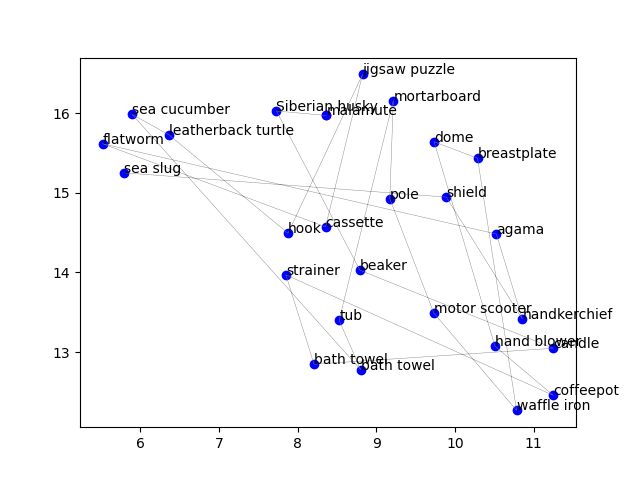 jigsaw puzzle
mortarboard
Siberian husky
malamute
sea cucumber
leatherback turtle
flatworm
dome
breastplate
sea slug
pole
shield
hook
cassette
agama
strainer
beaker
tub
motor scooter
handkerchief
hand blower
candle
bath towel
bath towel
coffeepot
waffle iron
16
15
14
13
6
7
8
9
10
11